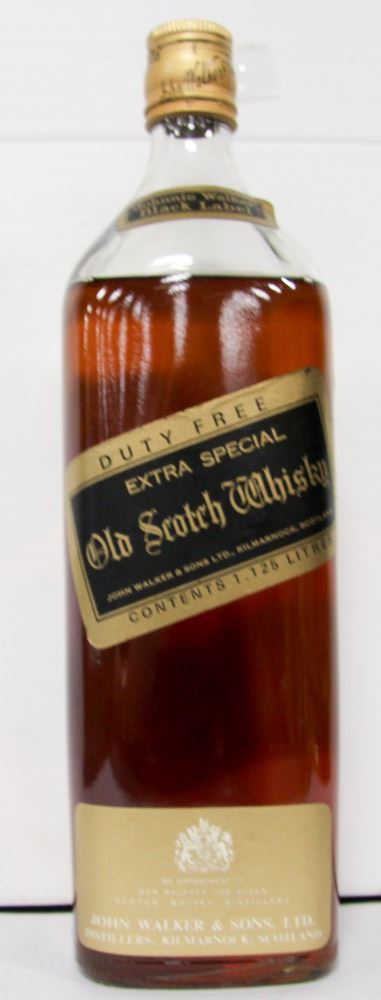 Johnnie Walker
Black Label
DUTY FREE
EXTRA SPECIAL
Old Scotch Whisky
JOHN WALKER & SONS LTD., KILMARNOCK, SCOTLAND
CONTENTS 1.125 LITRES
BY APPOINTMENT TO
HER MAJESTY THE QUEEN
SCOTCH WHISKY DISTILLERS
JOHN WALKER & SONS, LTD.
DISTILLERS, KILMARNOCK, SCOTLAND